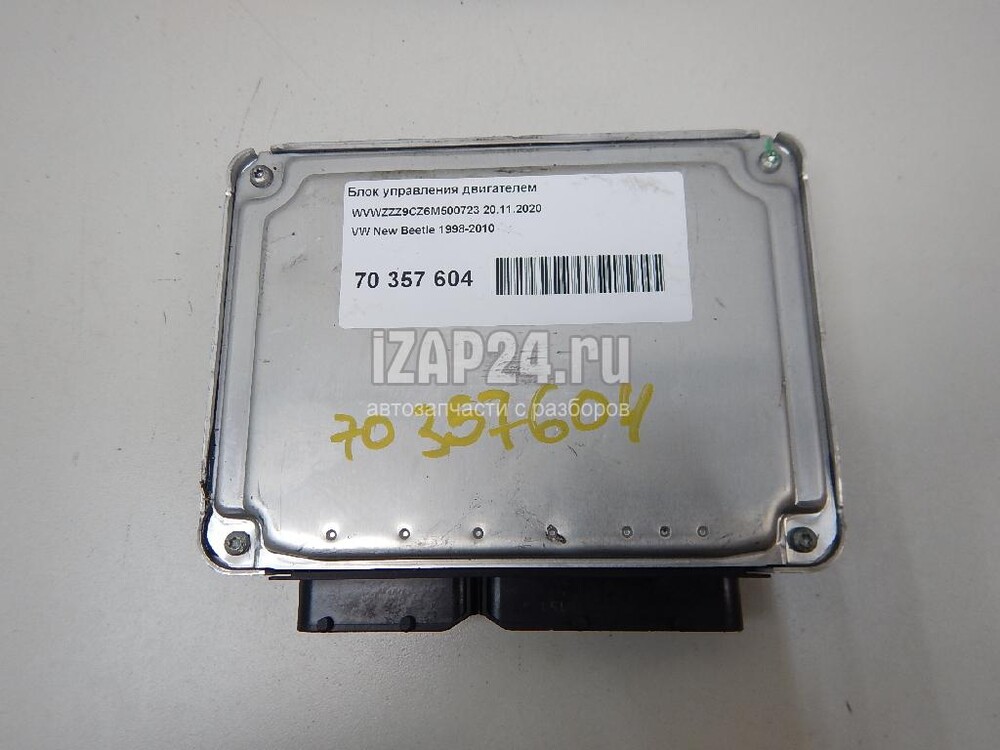 Блок управления двигателем
WVWZZZ9CZ6M500723 20.11.2020
VW New Beetle 1998-2010
70 357 604
iZAP24.ru
автозапчасти с разборов
70 357604